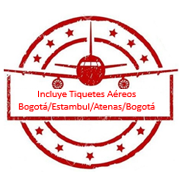 Incluye Tiquetes Aéreos
Bogotá/Estambul/Atenas/Bogotá